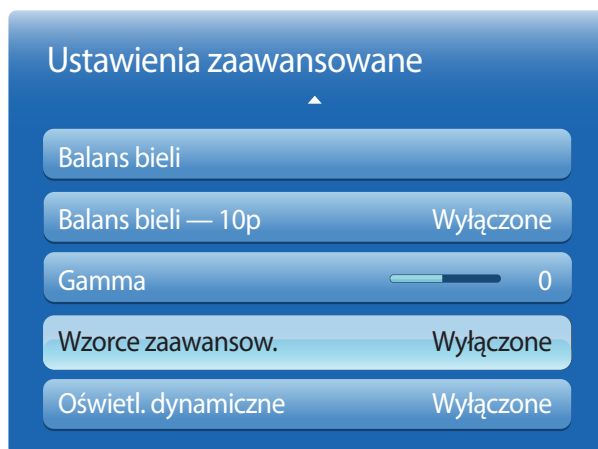 Ustawienia zaawansowane
Balans bieli
Balans bieli — 10p Wyłączone
Gamma 0
Wzorce zaawansow. Wyłączone
Oświetl. dynamiczne Wyłączone